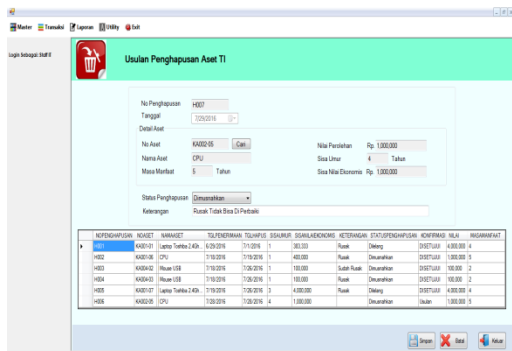 Master Transaksi Laporan Utility Exit
Login Sebagai: Staff IT
Usulan Penghapusan Aset TI
No Penghapusan H007
Tanggal 7/29/2016
Detail Aset
No Aset KA002-05 Cari Nilai Perolehan Rp. 1,000,000
Nama Aset CPU Sisa Umur 4 Tahun
Masa Manfaat 5 Tahun Sisa Nilai Ekonomis Rp. 1,000,000
Status Penghapusan Dimusnahkan
Keterangan Rusak Tidak Bisa Di Perbaiki
NOPENGHAPUSAN NOASET NAMAASET TGLPENERIMAAN TGLHAPUS SISAUMUR SISANILAIEKONOMIS KETERANGAN STATUSPENGHAPUSAN KONFIRMASI NILAI MASAMANFAAT
H001 KA001-01 Laptop Toshiba 2.4Gh... 6/29/2016 7/1/2016 1 383,333 Rusak Dilelang DISETUJUI 4,000,000 4
H002 KA001-06 CPU 7/18/2016 7/19/2016 1 400,000 Rusak Dimusnahkan DISETUJUI 1,000,000 5
H003 KA004-02 Mouse USB 7/19/2016 7/26/2016 1 100,000 Sudah Rusak Dimusnahkan DISETUJUI 100,000 2
H004 KA004-03 Mouse USB 7/19/2016 7/26/2016 1 100,000 Rusak Dimusnahkan DISETUJUI 100,000 2
H005 KA001-07 Laptop Toshiba 2.4Gh... 7/19/2016 7/26/2016 3 4,000,000 Rusak Dilelang DISETUJUI 4,000,000 4
H006 KA002-05 CPU 7/28/2016 7/28/2016 4 1,000,000 Dimusnahkan Usulan 1,000,000 5
Simpan Batal Keluar